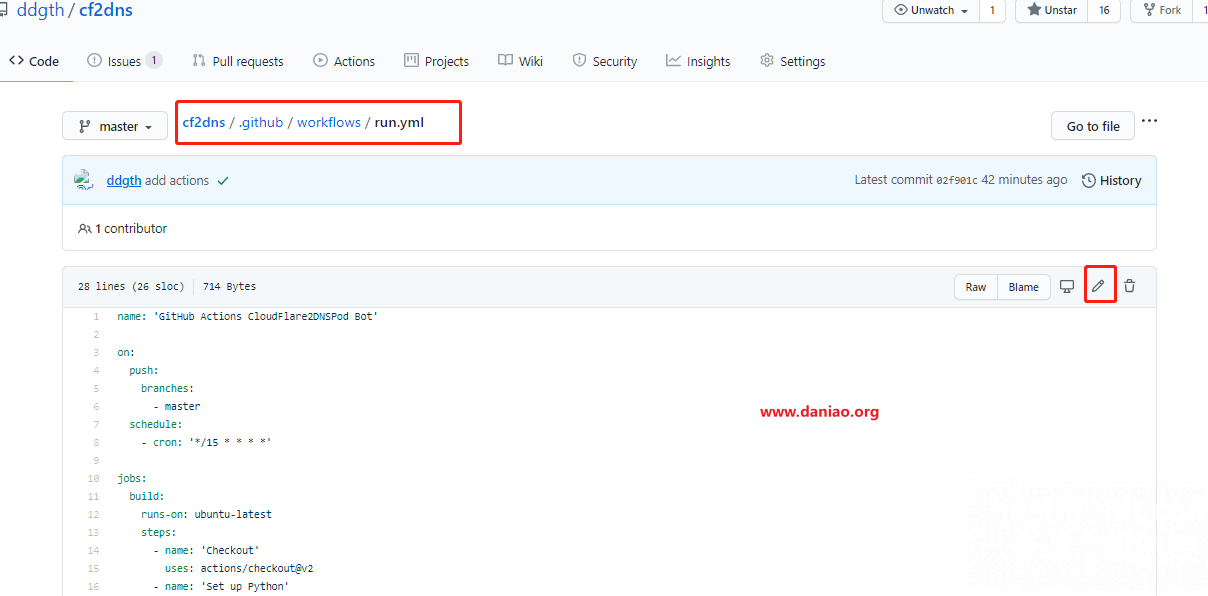 ddgth / cf2dns
Unwatch 1 Unstar 16 Fork 1
Code Issues 1 Pull requests Actions Projects Wiki Security Insights Settings
master cf2dns / .github / workflows / run.yml Go to file ...
ddgth add actions Latest commit 02f901c 42 minutes ago History
1 contributor
28 lines (26 sloc) 714 Bytes Raw Blame
1 name: 'GitHub Actions CloudFlare2DNSPod Bot'
2
3 on:
4 push:
5 branches:
6 - master
7 schedule:
8 - cron: '*/15 * * * *'
9
10 jobs:
11 build:
12 runs-on: ubuntu-latest
13 steps:
14 - name: 'Checkout'
15 uses: actions/checkout@v2
16 - name: 'Set up Python'
www.daniao.org